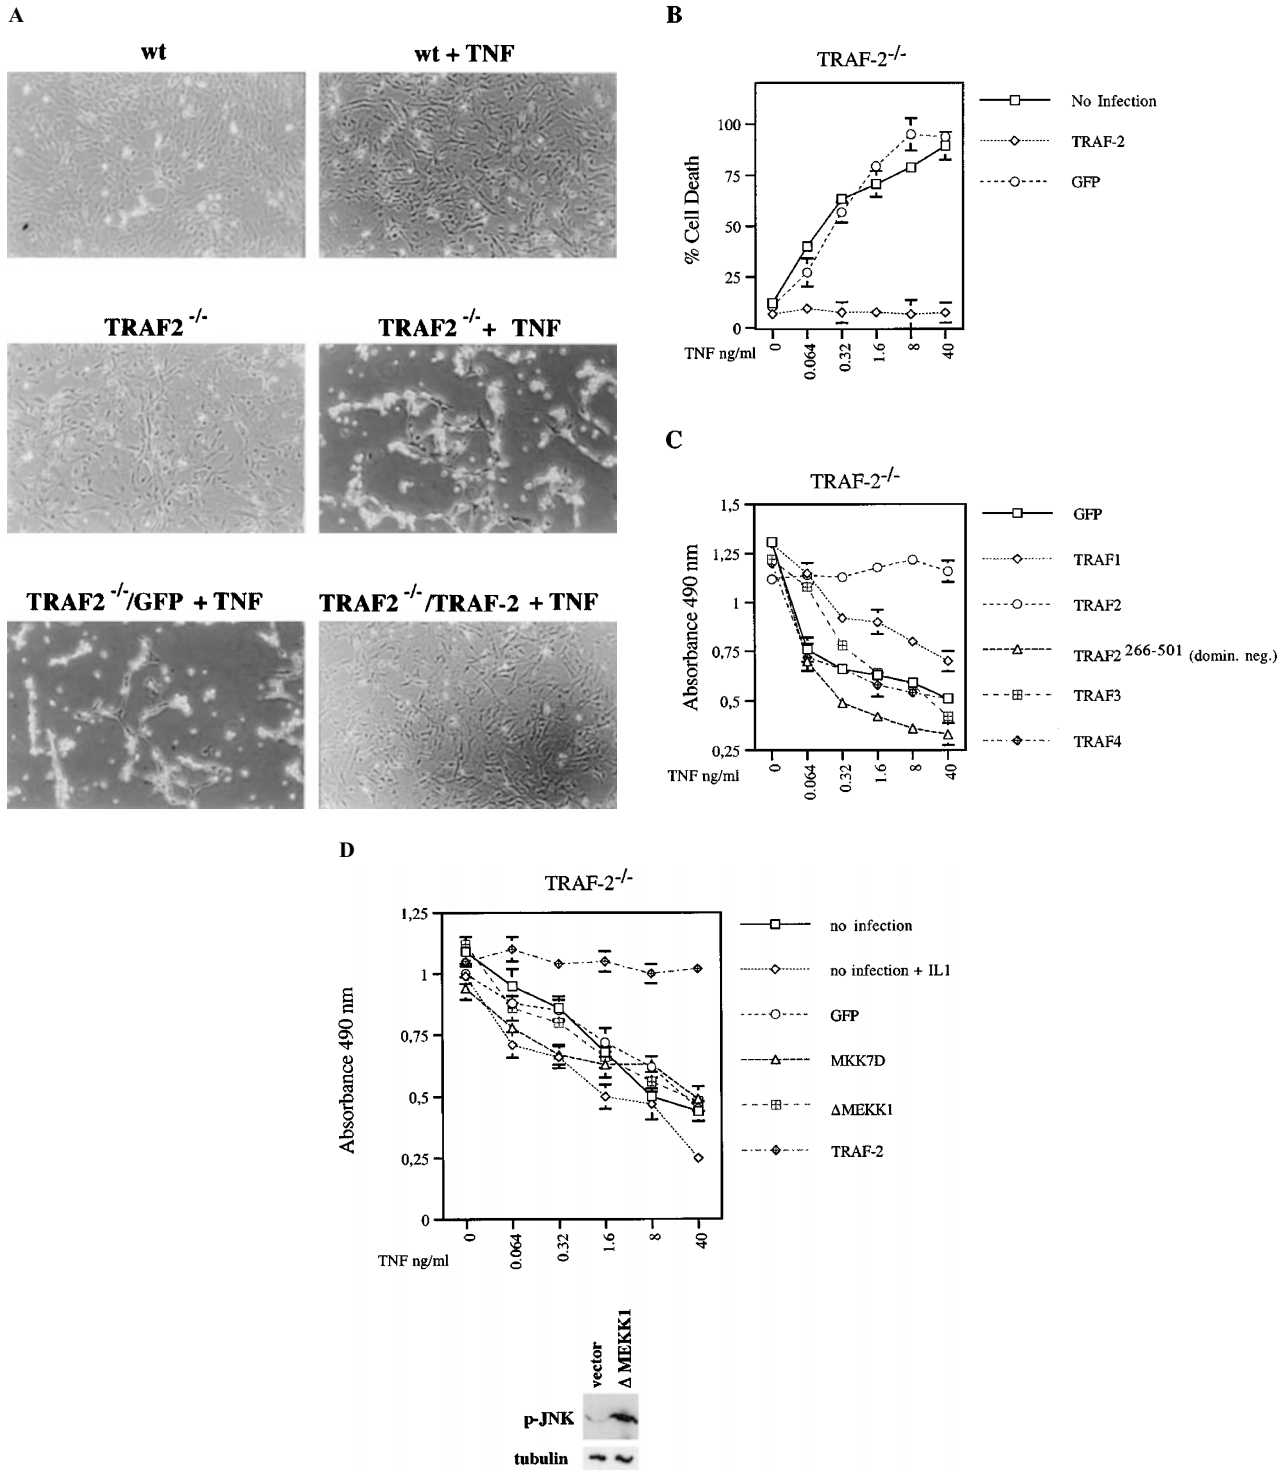 A
wt
wt + TNF
TRAF2 -/-
TRAF2 -/- + TNF
TRAF2 -/-/GFP + TNF
TRAF2 -/-/TRAF-2 + TNF
B
TRAF-2-/-
% Cell Death
100
75
50
25
0
TNF ng/ml
0
0.064
0.32
1.6
8
40
No Infection
TRAF-2
GFP
C
TRAF-2-/-
Absorbance 490 nm
1,5
1,25
1
0,75
0,5
0,25
TNF ng/ml
0
0.064
0.32
1.6
8
40
GFP
TRAF1
TRAF2
TRAF2 266-501 (domin. neg.)
TRAF3
TRAF4
D
TRAF-2-/-
Absorbance 490 nm
1,25
1
0,75
0,5
0,25
0
TNF ng/ml
0
0.064
0.32
1.6
8
40
no infection
no infection + IL1
GFP
MKK7D
ΔMEKK1
TRAF-2
vector
Δ MEKK1
p-JNK
tubulin